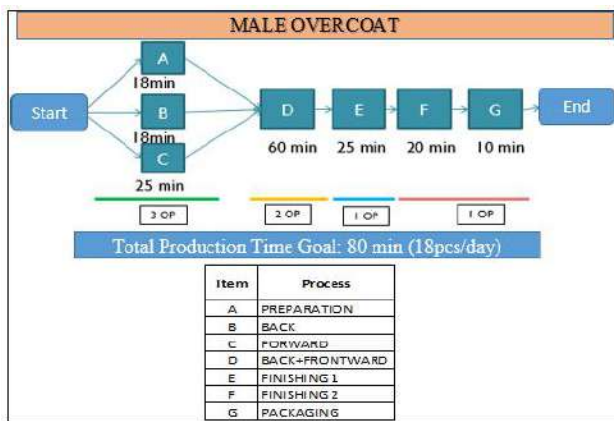 MALE OVERCOAT
A
18min
Start
B
18min
C
25 min
D
60 min
E
25 min
F
20 min
G
10 min
End
3 OP
2 OP
1 OP
1 OP
Total Production Time Goal: 80 min (18pcs/day)
Item Process
A PREPARATION
B BACK
C FORWARD
D BACK+FRONTWARD
E FINISHING 1
F FINISHING 2
G PACKAGING